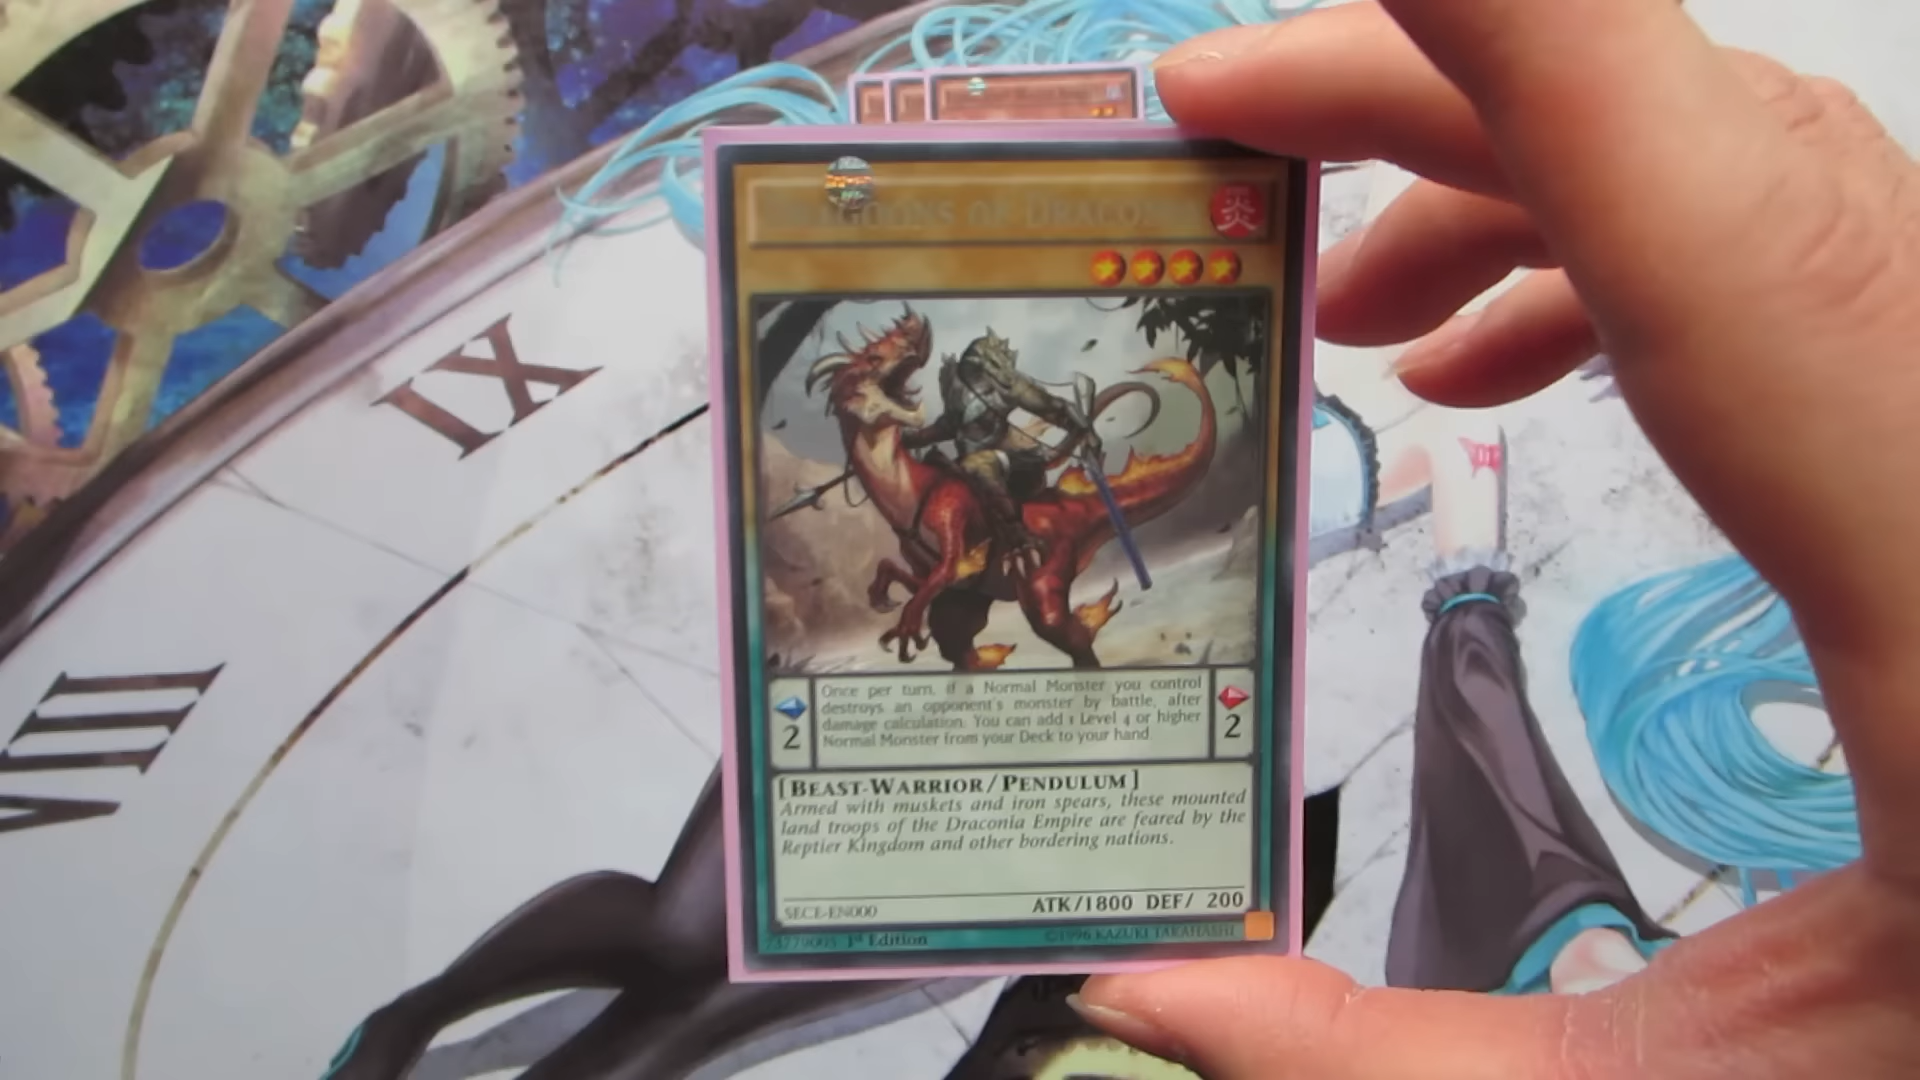 Dragoons of Draconia
炎
Once per turn, if a Normal Monster you control
destroys an opponent's monster by battle, after
damage calculation: You can add 1 Level 4 or higher
Normal Monster from your Deck to your hand.
2
2
[Beast-Warrior/Pendulum]
Armed with muskets and iron spears, these mounted
land troops of the Draconia Empire are feared by the
Reptier Kingdom and other bordering nations.
ATK/1800 DEF/ 200
SECE-EN000
1st Edition
©1996 KAZUKI TAKAHASHI
IX
VIII